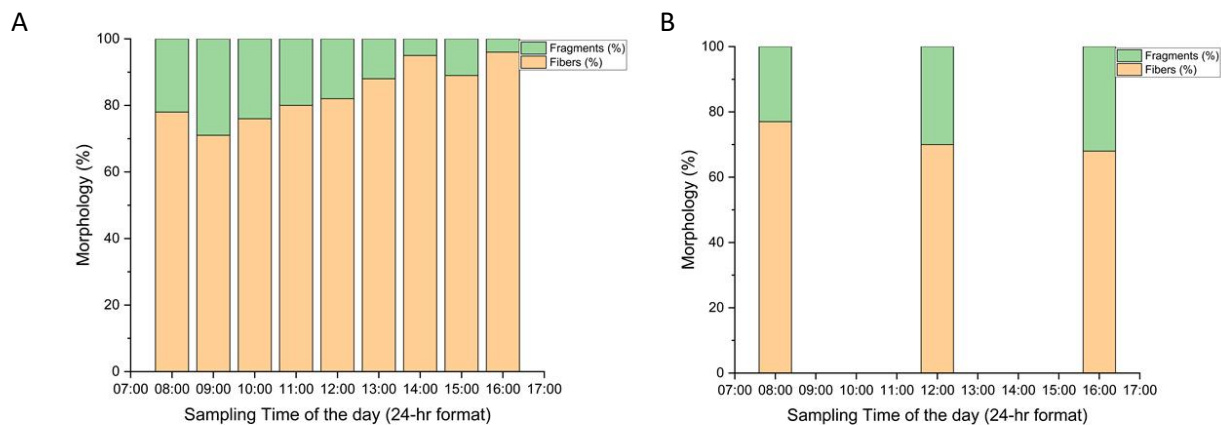 A
100
80
60
40
20
0
Morphology (%)
Fragments (%)
Fibers (%)
07:00 08:00 09:00 10:00 11:00 12:00 13:00 14:00 15:00 16:00 17:00
Sampling Time of the day (24-hr format)
B
100
80
60
40
20
0
Morphology (%)
Fragments (%)
Fibers (%)
07:00 08:00 09:00 10:00 11:00 12:00 13:00 14:00 15:00 16:00 17:00
Sampling Time of the day (24-hr format)